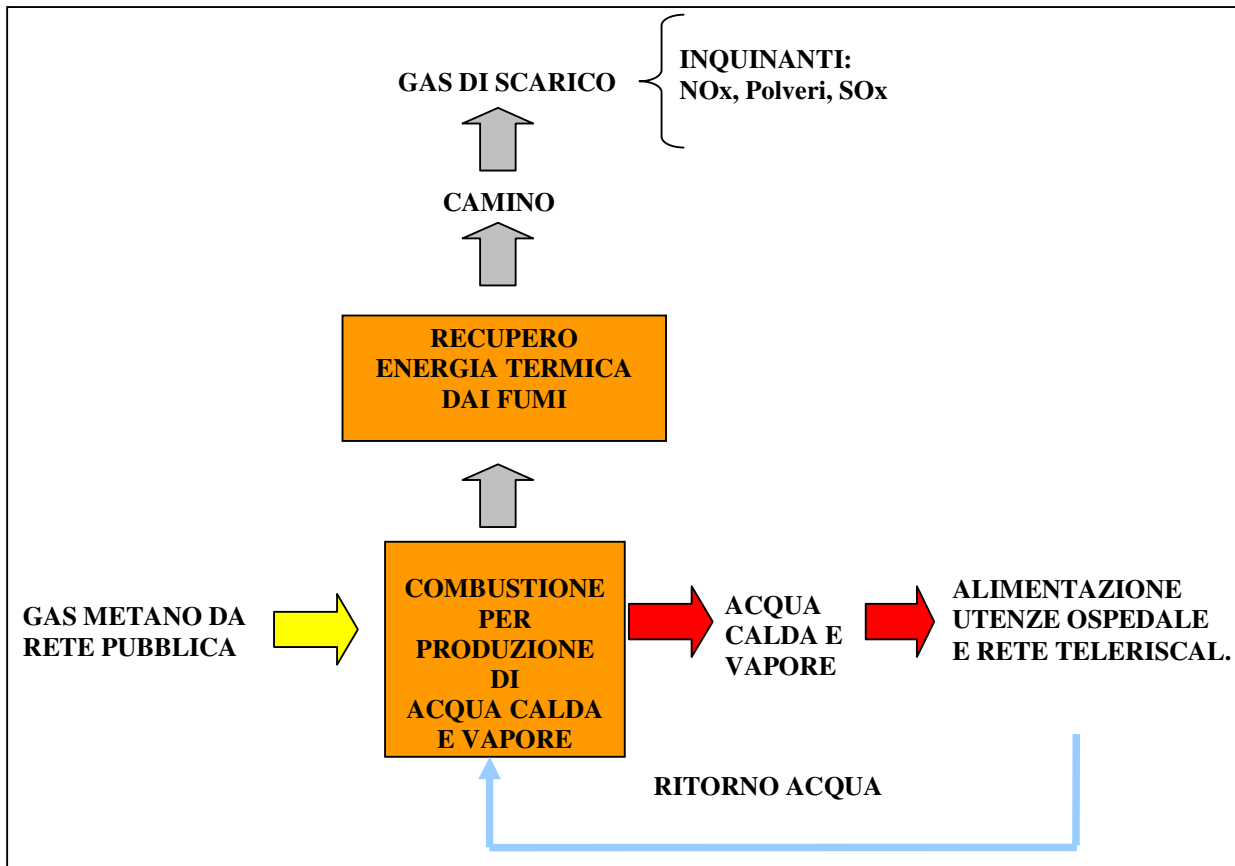 GAS DI SCARICO
INQUINANTI:
NOx, Polveri, SOx
CAMINO
RECUPERO
ENERGIA TERMICA
DAI FUMI
GAS METANO DA
RETE PUBBLICA
COMBUSTIONE
PER
PRODUZIONE
DI
ACQUA CALDA
E VAPORE
ACQUA
CALDA E
VAPORE
ALIMENTAZIONE
UTENZE OSPEDALE
E RETE TELERISCAL.
RITORNO ACQUA